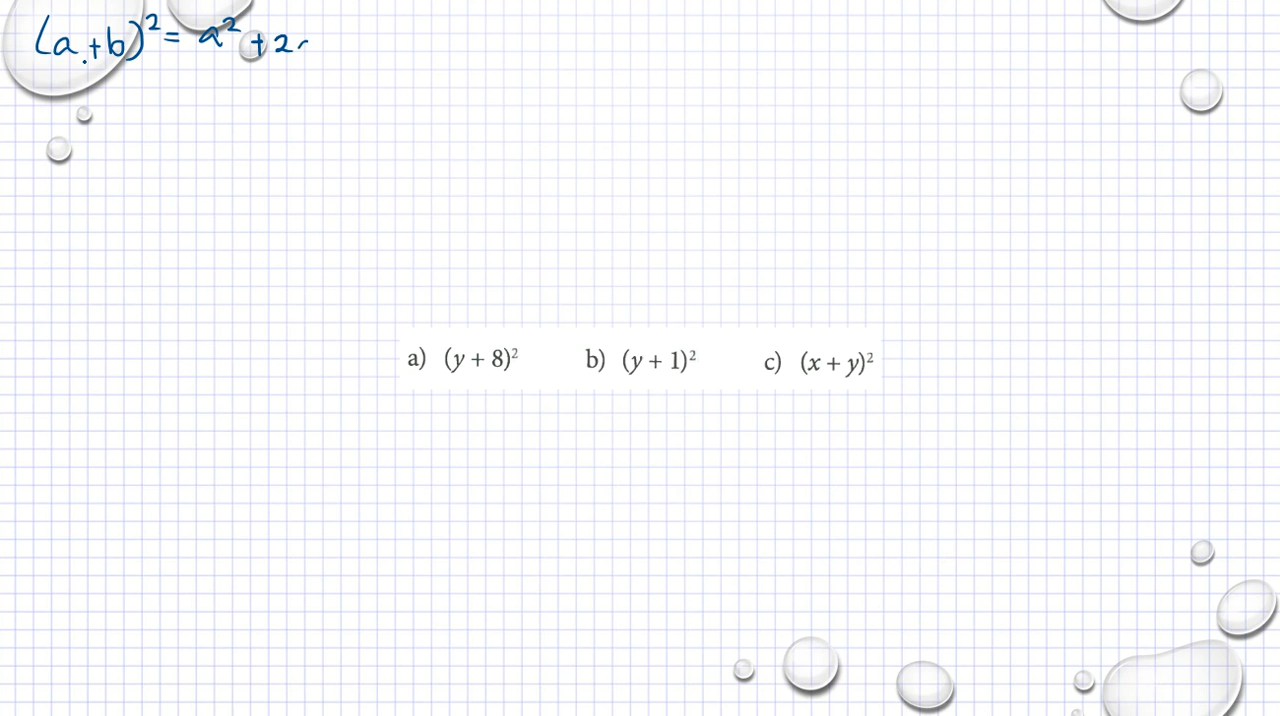 (a+b)² = a² + 2
a) (y + 8)² b) (y + 1)² c) (x + y)²